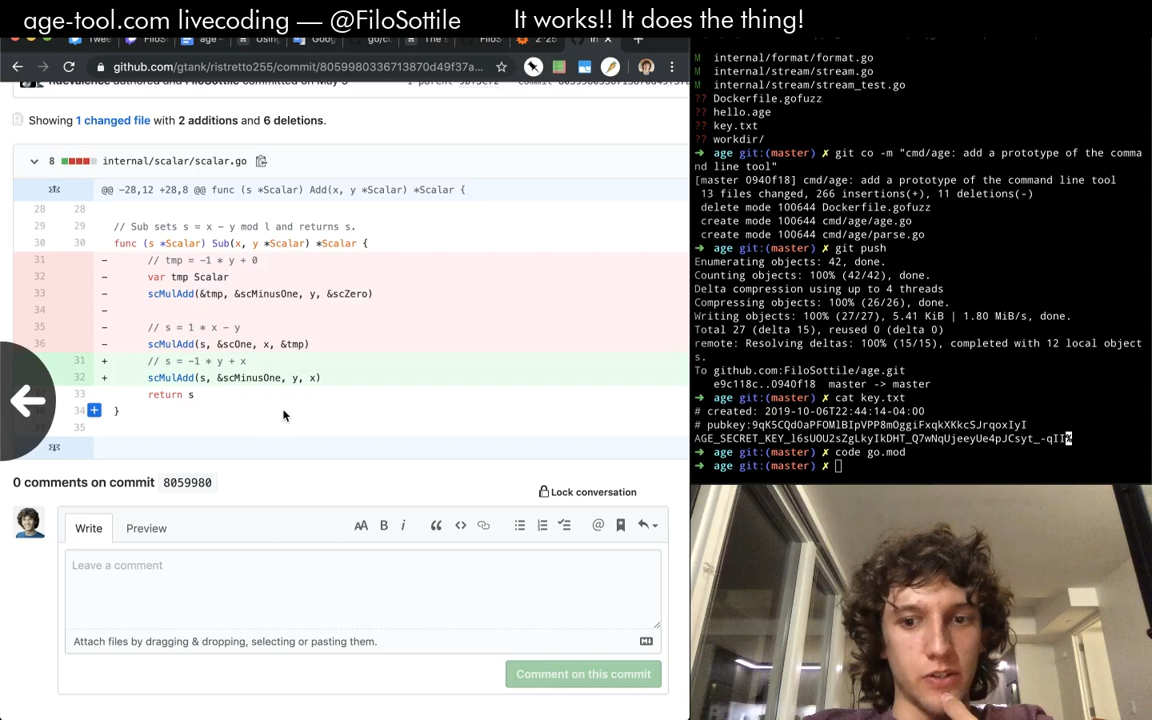 age-tool.com livecoding — @FiloSottile
It works!! It does the thing!
github.com/gtank/ristretto255/commit/8059980336713870d49f37a...
Showing 1 changed file with 2 additions and 6 deletions.
8 internal/scalar/scalar.go
@@ -28,12 +28,8 @@ func (s *Scalar) Add(x, y *Scalar) *Scalar {
28 28
29 29 // Sub sets s = x - y mod l and returns s.
30 30 func (s *Scalar) Sub(x, y *Scalar) *Scalar {
31 - // tmp = -1 * y + 0
32 - var tmp Scalar
33 - scMulAdd(&tmp, &scMinusOne, y, &scZero)
34 -
35 - // s = 1 * x - y
36 - scMulAdd(s, &scOne, x, &tmp)
31 + // s = -1 * y + x
32 + scMulAdd(s, &scMinusOne, y, x)
33 return s
34 + }
35
0 comments on commit 8059980
Lock conversation
Write Preview
AA B i
Leave a comment
Attach files by dragging & dropping, selecting or pasting them.
Comment on this commit
M internal/format/format.go
M internal/stream/stream.go
M internal/stream/stream_test.go
?? Dockerfile.gofuzz
?? hello.age
?? key.txt
?? workdir/
➜ age git:(master) ✗ git co -m "cmd/age: add a prototype of the comma
nd line tool"
[master 0940f18] cmd/age: add a prototype of the command line tool
13 files changed, 266 insertions(+), 11 deletions(-)
delete mode 100644 Dockerfile.gofuzz
create mode 100644 cmd/age/age.go
create mode 100644 cmd/age/parse.go
➜ age git:(master) ✗ git push
Enumerating objects: 42, done.
Counting objects: 100% (42/42), done.
Delta compression using up to 4 threads
Compressing objects: 100% (26/26), done.
Writing objects: 100% (27/27), 5.41 KiB | 1.80 MiB/s, done.
Total 27 (delta 15), reused 0 (delta 0)
remote: Resolving deltas: 100% (15/15), completed with 12 local object
s.
To github.com:FiloSottile/age.git
e9c118c..0940f18 master -> master
➜ age git:(master) ✗ cat key.txt
# created: 2019-10-06T22:44:14-04:00
# pubkey:9qK5CQdOaPFOMlBIpVPP8mOggiFxqkXKkcSJrqoxIyI
AGE_SECRET_KEY_l6sUOU2sZgLkyIkDHT_Q7wNqUjeeyUe4pJCsyt_-qII%
➜ age git:(master) ✗ code go.mod
➜ age git:(master) ✗